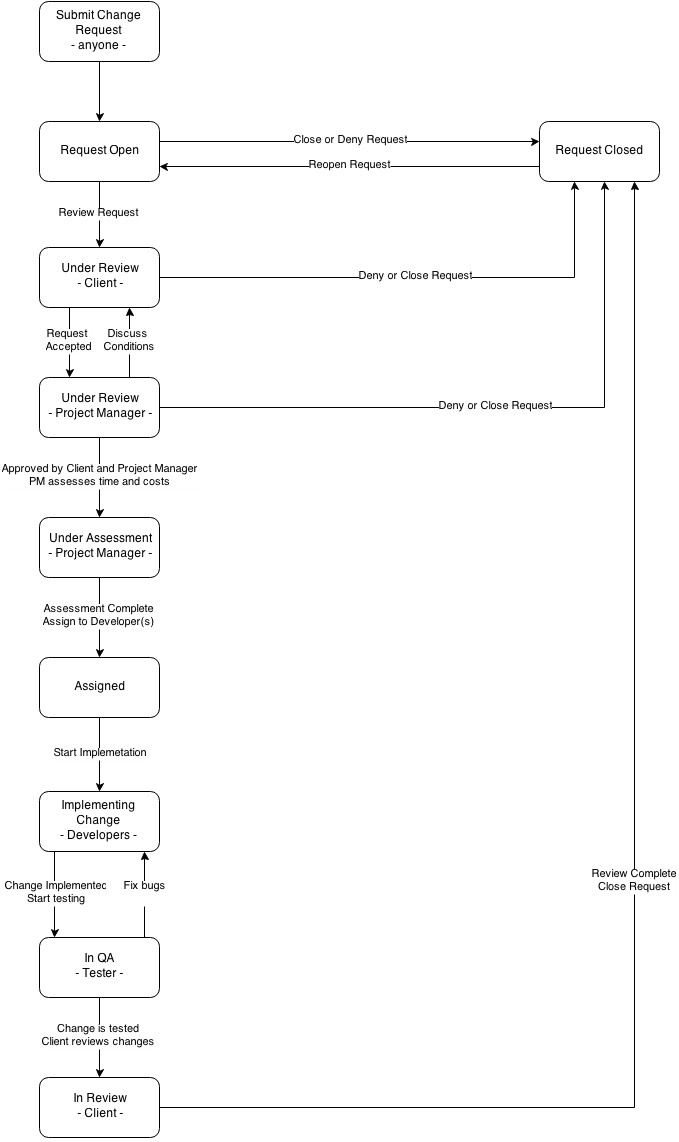 Submit Change
Request
- anyone -
Close or Deny Request
Request Open
Request Closed
Reopen Request
Review Request
Under Review
- Client -
Deny or Close Request
Request
Accepted
Discuss
Conditions
Under Review
- Project Manager -
Deny or Close Request
Approved by Client and Project Manager
PM assesses time and costs
Under Assessment
- Project Manager -
Assessment Complete
Assign to Developer(s)
Assigned
Start Implemetation
Implementing
Change
- Developers -
Change Implemented
Start testing
Fix bugs
Review Complete
Close Request
In QA
- Tester -
Change is tested
Client reviews changes
In Review
- Client -